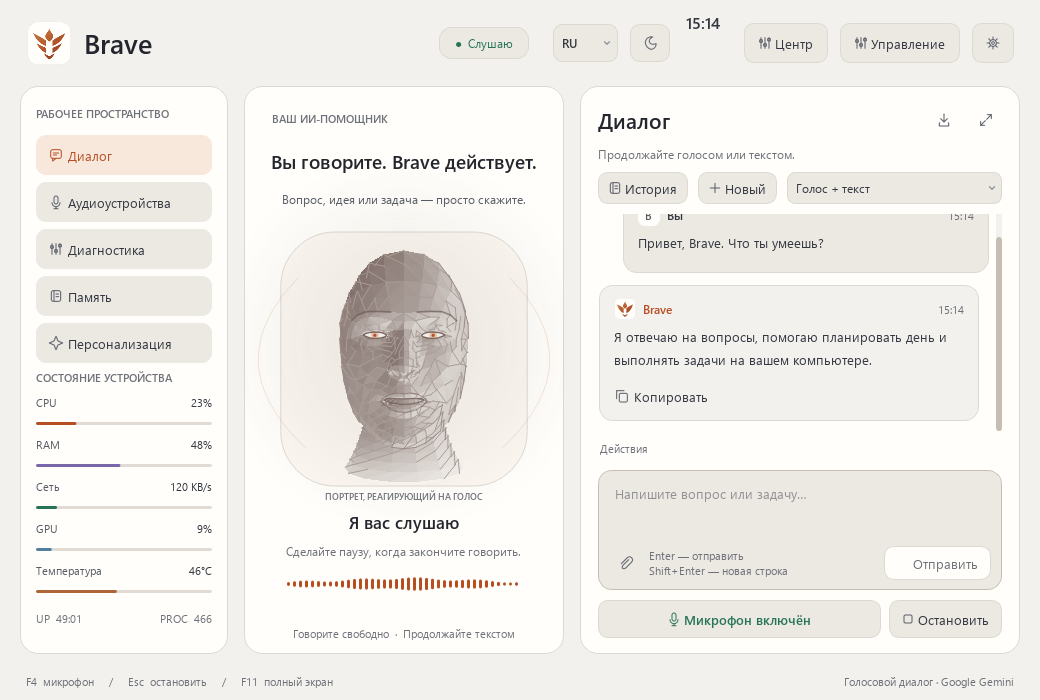 Brave
Слушаю
RU
15:14
Центр
Управление
РАБОЧЕЕ ПРОСТРАНСТВО
Диалог
Аудиоустройства
Диагностика
Память
Персонализация
СОСТОЯНИЕ УСТРОЙСТВА
CPU 23%
RAM 48%
Сеть 120 KB/s
GPU 9%
Температура 46°C
UP 49:01 PROC 466
ВАШ ИИ-ПОМОЩНИК
Вы говорите. Brave действует.
Вопрос, идея или задача — просто скажите.
ПОРТРЕТ, РЕАГИРУЮЩИЙ НА ГОЛОС
Я вас слушаю
Сделайте паузу, когда закончите говорить.
Говорите свободно · Продолжайте текстом
Диалог
Продолжайте голосом или текстом.
История
Новый
Голос + текст
В Вы 15:14
Привет, Brave. Что ты умеешь?
Brave 15:14
Я отвечаю на вопросы, помогаю планировать день и
выполнять задачи на вашем компьютере.
Копировать
Действия
Напишите вопрос или задачу...
Enter — отправить
Shift+Enter — новая строка
Отправить
Микрофон включён
Остановить
F4 микрофон / Esc остановить / F11 полный экран
Голосовой диалог · Google Gemini